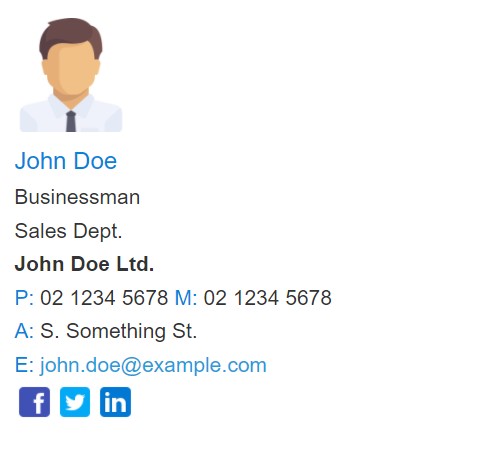 John Doe
Businessman
Sales Dept.
John Doe Ltd.
P: 02 1234 5678 M: 02 1234 5678
A: S. Something St.
E: john.doe@example.com
f in